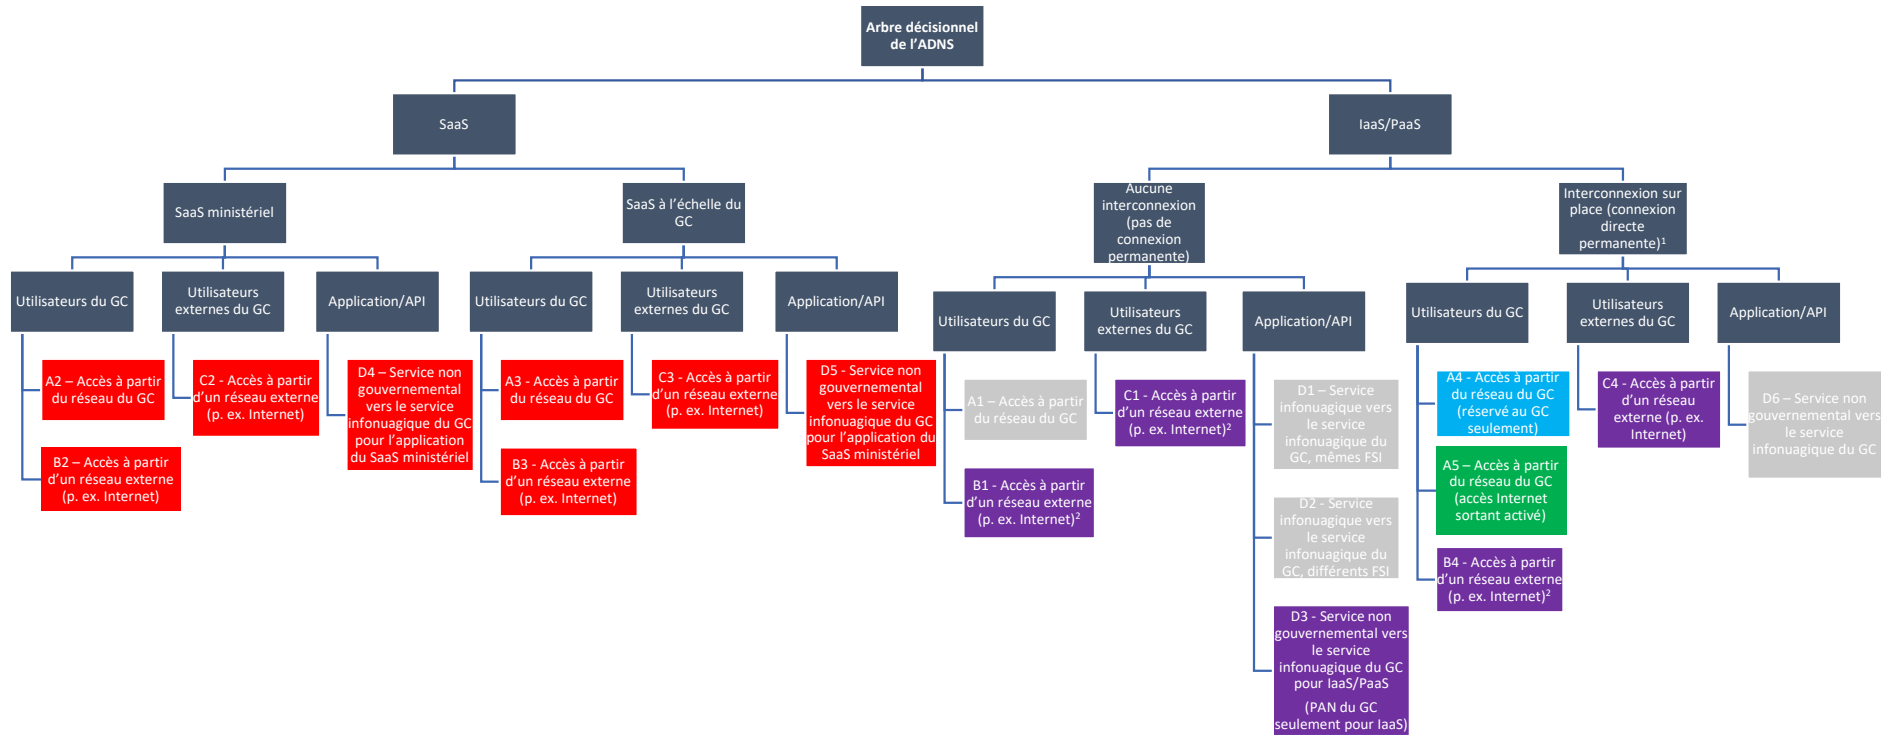 Arbre décisionnel
de l’ADNS
SaaS
IaaS/PaaS
SaaS ministériel
SaaS à l’échelle du
GC
Aucune
interconnexion
(pas de
connexion
permanente)
Interconnexion sur
place (connexion
directe
permanente)1
Utilisateurs du GC
Utilisateurs
externes du GC
Application/API
Utilisateurs du GC
Utilisateurs
externes du GC
Application/API
Utilisateurs du GC
Utilisateurs
externes du GC
Application/API
Utilisateurs du GC
Utilisateurs
externes du GC
Application/API
A2 – Accès à partir
du réseau du GC
B2 – Accès à partir
d’un réseau externe
(p. ex. Internet)
C2 - Accès à partir
d’un réseau externe
(p. ex. Internet)
D4 – Service non
gouvernemental
vers le service
infonuagique du GC
pour l’application
du SaaS ministériel
A3 - Accès à partir
du réseau du GC
B3 - Accès à partir
d’un réseau externe
(p. ex. Internet)
C3 - Accès à partir
d’un réseau externe
(p. ex. Internet)
D5 - Service non
gouvernemental
vers le service
infonuagique du GC
pour l’application du
SaaS ministériel
A1 – Accès à partir
du réseau du GC
B1 - Accès à partir
d’un réseau externe
(p. ex. Internet)2
C1 - Accès à partir
d’un réseau externe
(p. ex. Internet)2
D1 – Service
infonuagique vers
le service
infonuagique du
GC, mêmes FSI
D2 - Service
infonuagique vers
le service
infonuagique du
GC, différents FSI
D3 - Service non
gouvernemental vers
le service
infonuagique du GC
pour IaaS/PaaS
(PAN du GC
seulement pour IaaS)
A4 - Accès à partir
du réseau du GC
(réservé au GC
seulement)
A5 – Accès à partir
du réseau du GC
(accès Internet
sortant activé)
B4 - Accès à partir
d’un réseau externe
(p. ex. Internet)2
C4 - Accès à partir
d’un réseau
externe (p. ex.
Internet)
D6 – Service non
gouvernemental vers
le service
infonuagique du GC